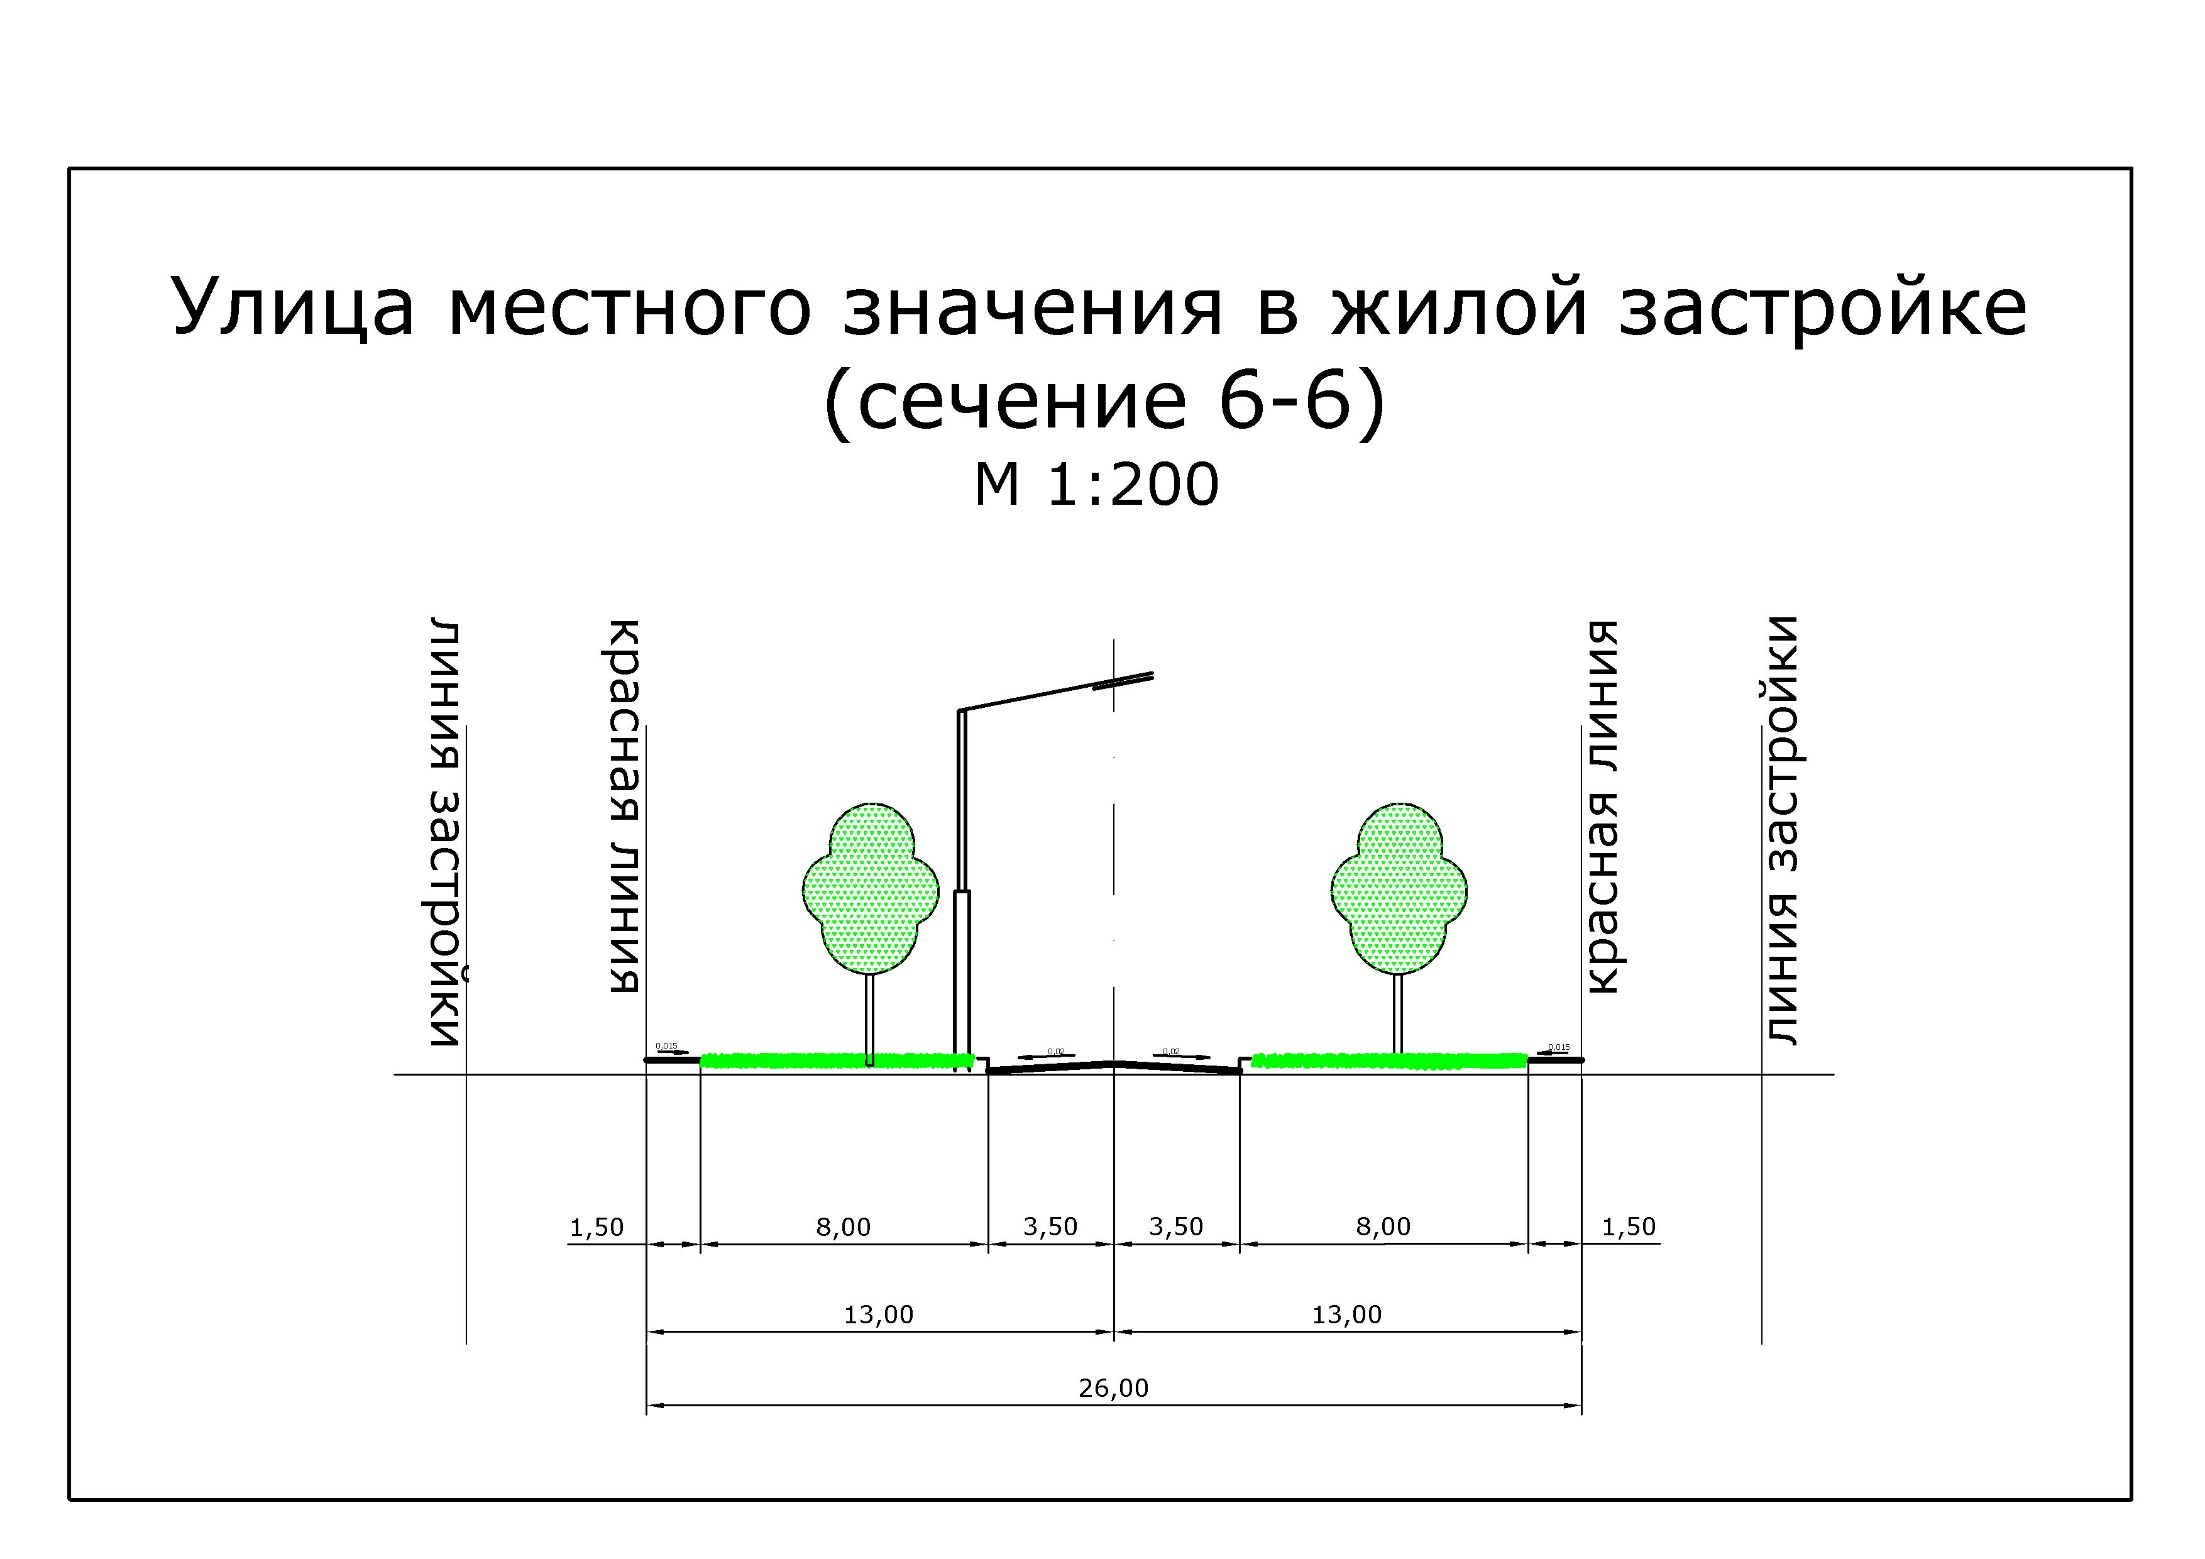 Улица местного значения в жилой застройке
(сечение 6-6)
М 1:200
линия застройки
красная линия
красная линия
линия застройки
0,015
0,02
0,02
0,015
1,50
8,00
3,50
3,50
8,00
1,50
13,00
13,00
26,00